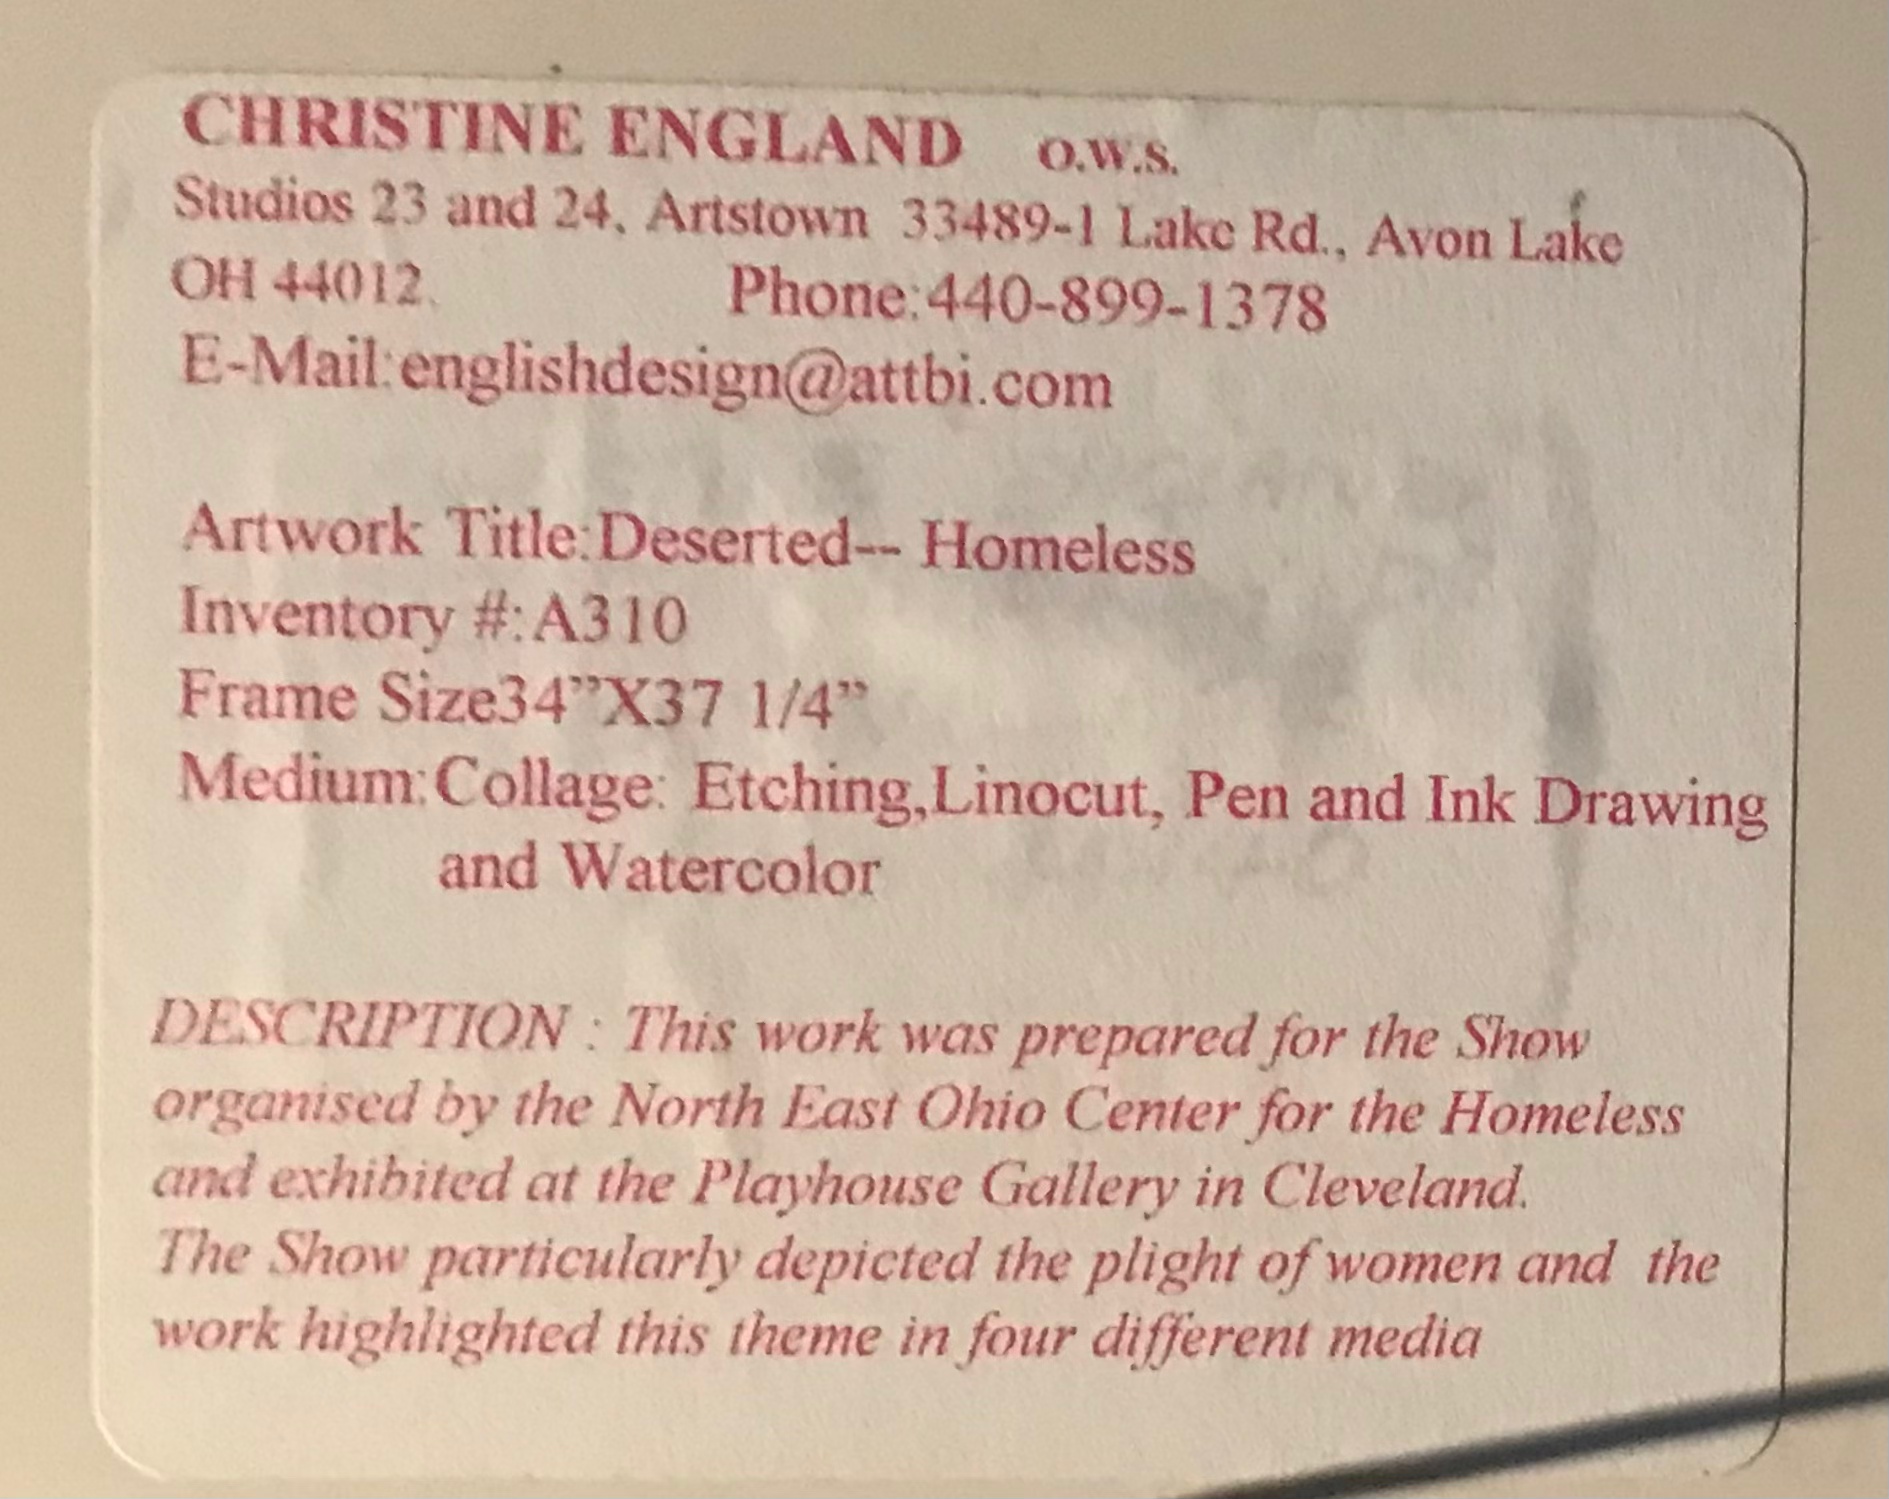 CHRISTINE ENGLAND O.W.S.
Studios 23 and 24, Artstown 33489-1 Lake Rd., Avon Lake
OH 44012. Phone:440-899-1378
E-Mail:englishdesign@attbi.com
Artwork Title:Deserted-- Homeless
Inventory #:A310
Frame Size34”X37 1/4”
Medium:Collage: Etching,Linocut, Pen and Ink Drawing
and Watercolor
DESCRIPTION : This work was prepared for the Show
organised by the North East Ohio Center for the Homeless
and exhibited at the Playhouse Gallery in Cleveland.
The Show particularly depicted the plight of women and the
work highlighted this theme in four different media